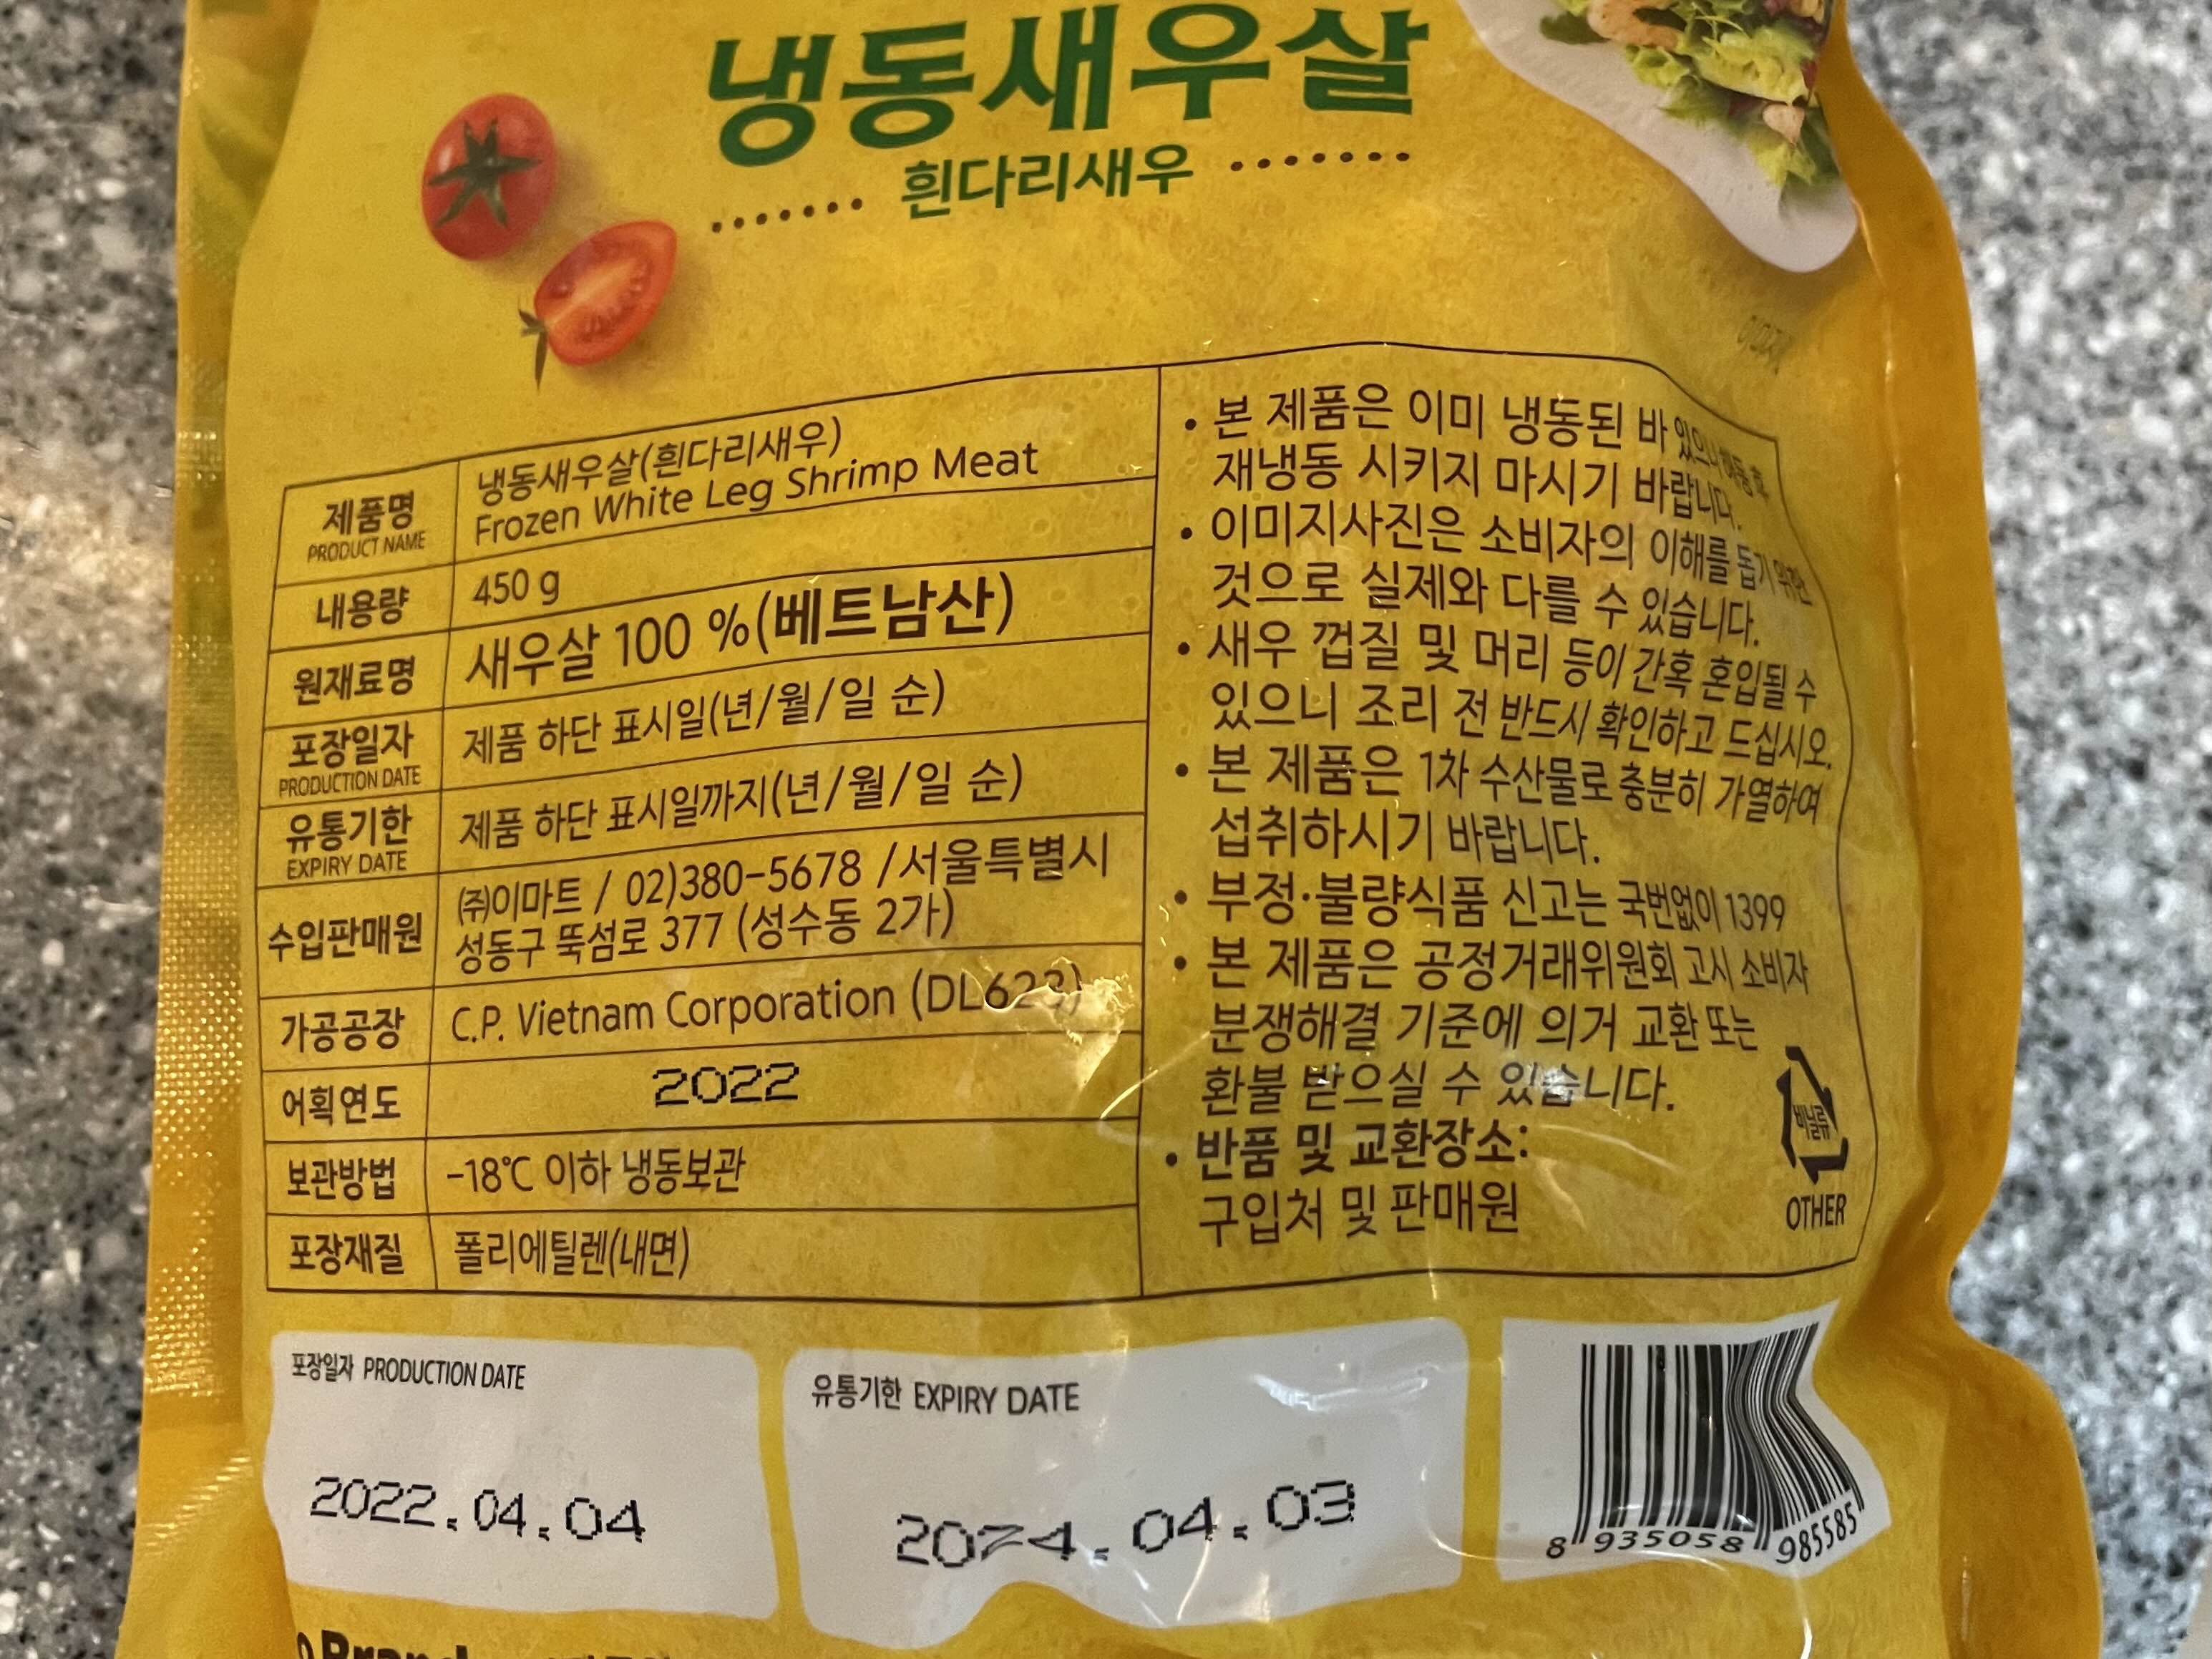 냉동새우살
흰다리새우
제품명
PRODUCT NAME
냉동새우살(흰다리새우)
Frozen White Leg Shrimp Meat
내용량
450 g
원재료명
새우살 100 %(베트남산)
포장일자
PRODUCTION DATE
제품 하단 표시일(년/월/일 순)
유통기한
EXPIRY DATE
제품 하단 표시일까지(년/월/일 순)
수입판매원
㈜이마트 / 02)380-5678 /서울특별시
성동구 뚝섬로 377 (성수동 2가)
가공공장
C.P. Vietnam Corporation
어획연도
2022
보관방법
-18℃ 이하 냉동보관
포장재질
폴리에틸렌(내면)
• 본 제품은 이미 냉동된 바 있으니 해동 후
재냉동 시키지 마시기 바랍니다.
• 이미지사진은 소비자의 이해를 돕기 위한
것으로 실제와 다를 수 있습니다.
• 새우 껍질 및 머리 등이 간혹 혼입될 수
있으니 조리 전 반드시 확인하고 드십시오.
• 본 제품은 1차 수산물로 충분히 가열하여
섭취하시기 바랍니다.
• 부정·불량식품 신고는 국번없이 1399
• 본 제품은 공정거래위원회 고시 소비자
분쟁해결 기준에 의거 교환 또는
환불 받으실 수 있습니다.
• 반품 및 교환장소:
구입처 및 판매원
비닐류
OTHER
포장일자 PRODUCTION DATE
2022.04.04
유통기한 EXPIRY DATE
2024.04.03
8 935058 985585